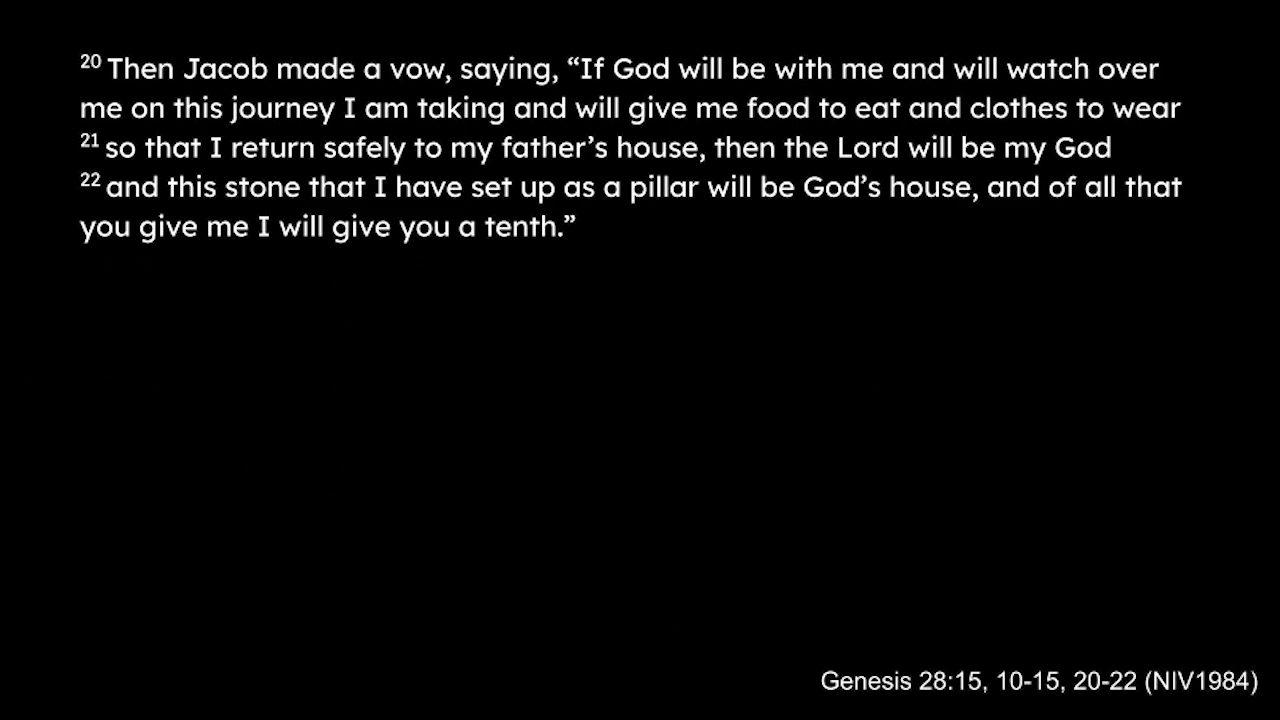 20 Then Jacob made a vow, saying, “If God will be with me and will watch over
me on this journey I am taking and will give me food to eat and clothes to wear
21 so that I return safely to my father’s house, then the Lord will be my God
22 and this stone that I have set up as a pillar will be God’s house, and of all that
you give me I will give you a tenth.”
Genesis 28:15, 10-15, 20-22 (NIV1984)